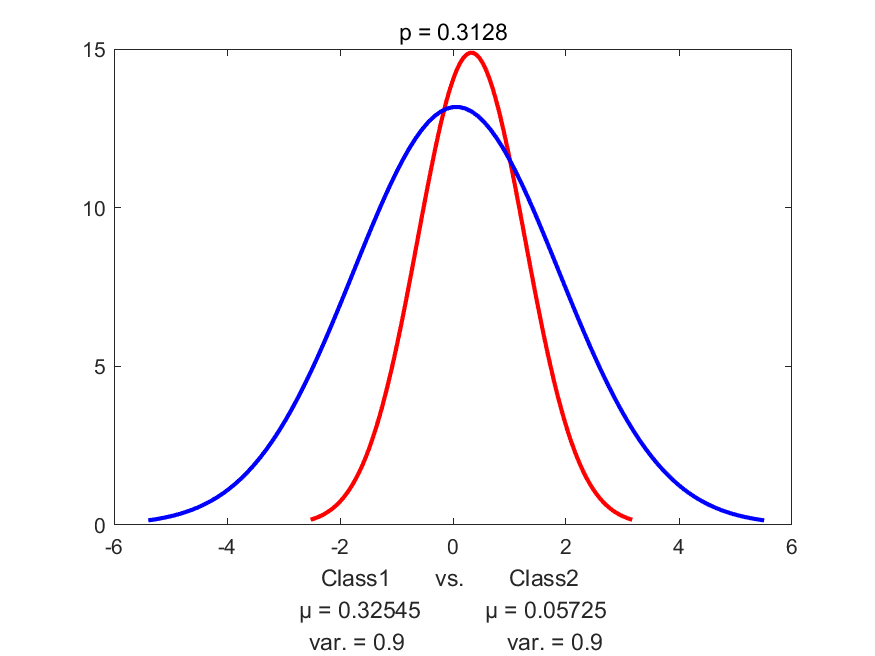 p = 0.3128
15
10
5
0
-6 -4 -2 0 2 4 6
Class1 vs. Class2
μ = 0.32545 μ = 0.05725
var. = 0.9 var. = 0.9